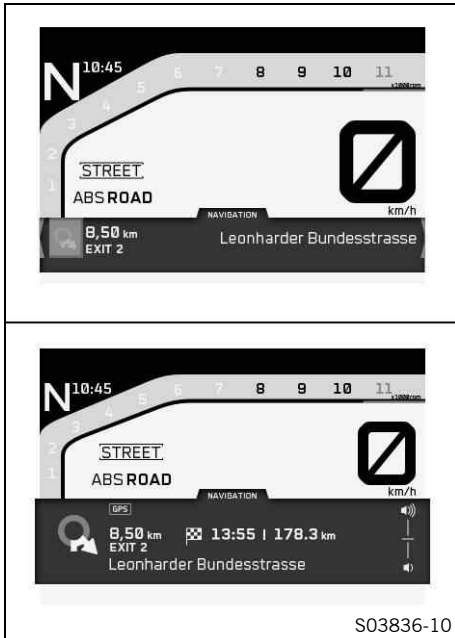 N 10:45 1 2 3 4 5 6 7 8 9 10 11
x1000rpm
STREET
ABS ROAD
0
km/h
NAVIGATION
8,50 km
EXIT 2
Leonharder Bundesstrasse
N 10:45 1 2 3 4 5 6 7 8 9 10 11
x1000rpm
STREET
ABS ROAD
0
km/h
NAVIGATION
GPS
8,50 km 13:55 | 178.3 km
EXIT 2
Leonharder Bundesstrasse
S03836-10